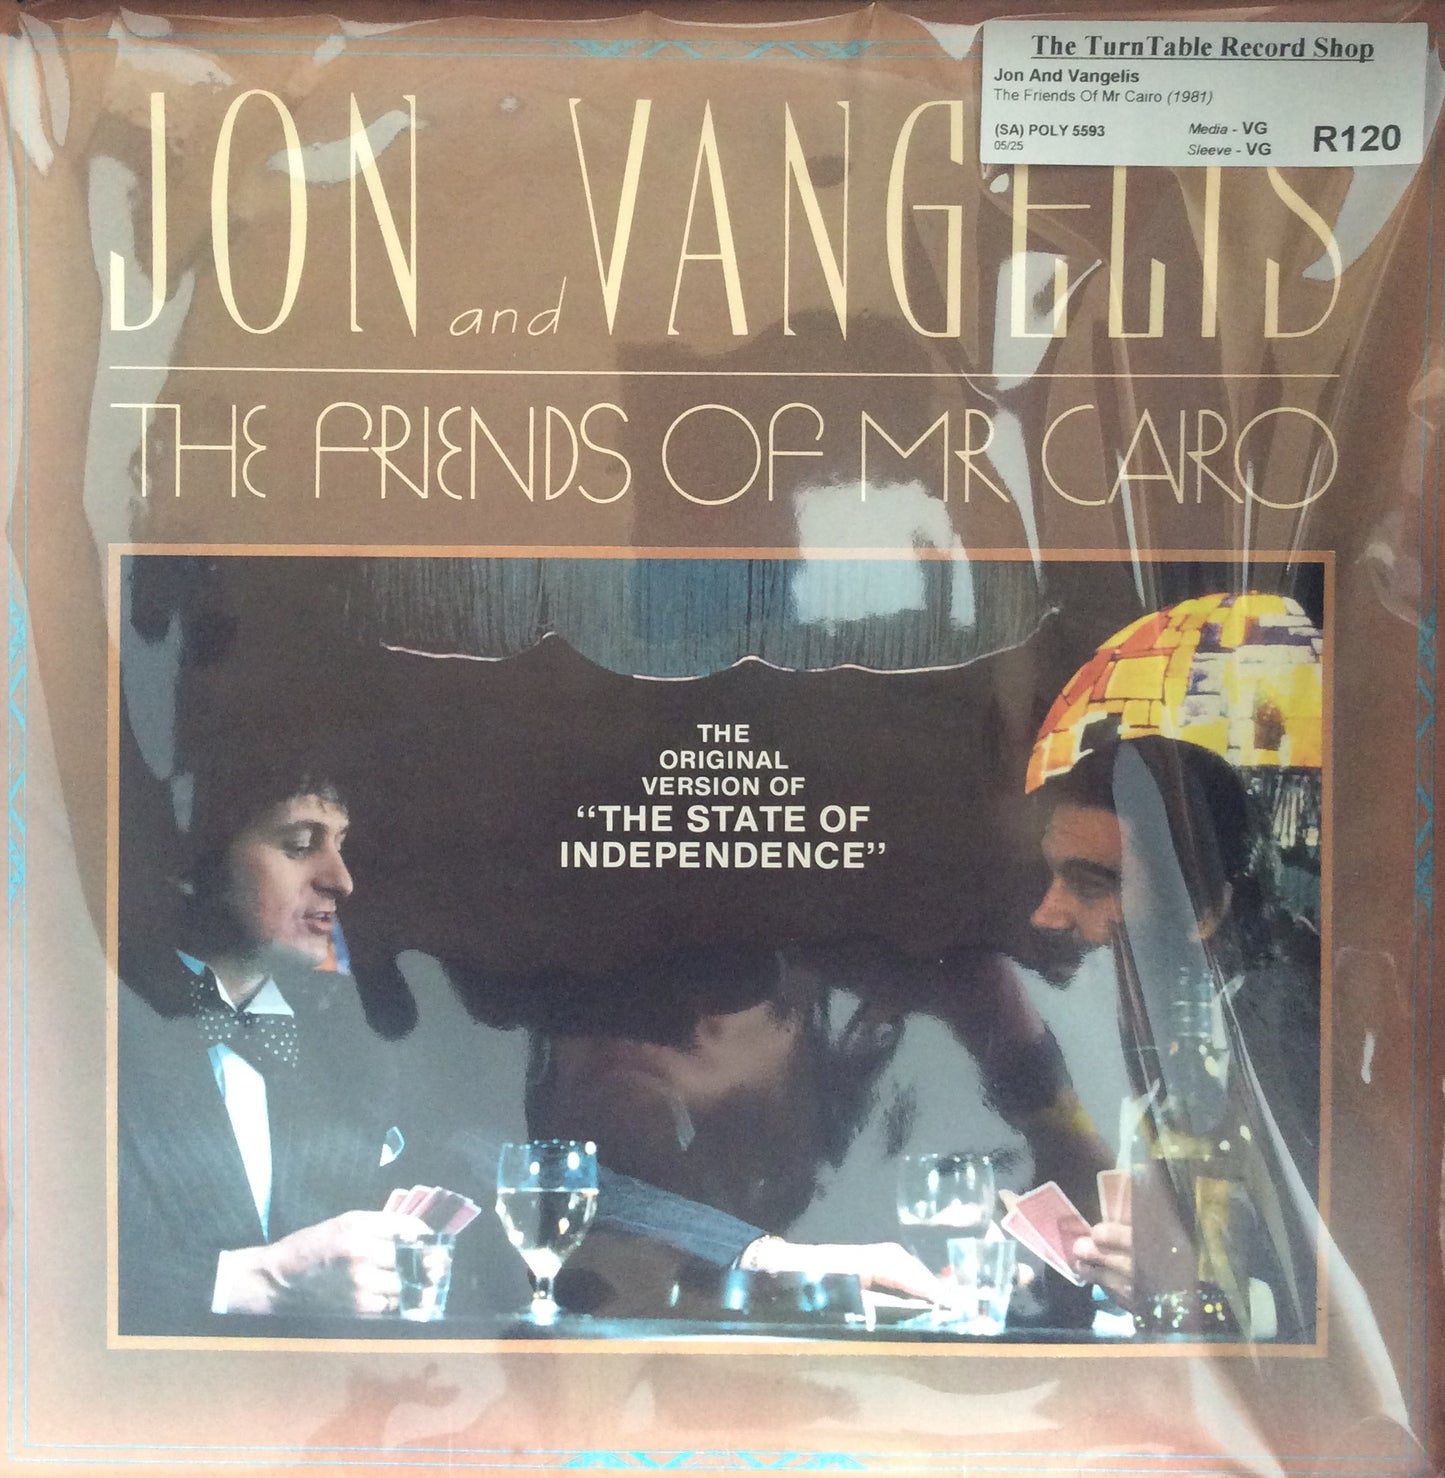 The TurnTable Record Shop
Jon And Vangelis
The Friends Of Mr Cairo (1981)
(SA) POLY 5593 Media - VG
05/25 Sleeve - VG R120
JON and VANGELIS
THE FRIENDS OF MR CAIRO
THE
ORIGINAL
VERSION OF
“THE STATE OF
INDEPENDENCE”